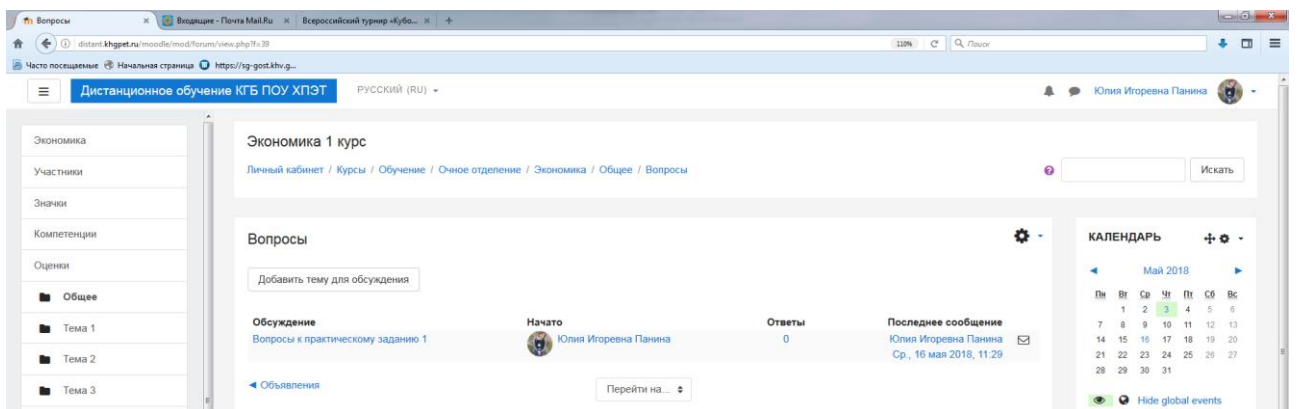 Вопросы
Входящие - Почта Mail.Ru
Всероссийский турнир «Кубо...
distant.khgpet.ru/moodle/mod/forum/view.php?f=39
110%
Поиск
Часто посещаемые
Начальная страница
https://sg-gost.khv.g...
Дистанционное обучение КГБ ПОУ ХПЭТ
РУССКИЙ (RU)
Юлия Игоревна Панина
Экономика
Участники
Значки
Компетенции
Оценки
Общее
Тема 1
Тема 2
Тема 3
Экономика 1 курс
Личный кабинет / Курсы / Обучение / Очное отделение / Экономика / Общее / Вопросы
Искать
Вопросы
Добавить тему для обсуждения
Обсуждение Начато Ответы Последнее сообщение
Вопросы к практическому заданию 1 Юлия Игоревна Панина 0 Юлия Игоревна Панина
Ср., 16 мая 2018, 11:29
◄ Объявления
Перейти на...
КАЛЕНДАРЬ
◄ Май 2018 ►
Пн Вт Ср Чт Пт Сб Вс
1 2 3 4 5 6
7 8 9 10 11 12 13
14 15 16 17 18 19 20
21 22 23 24 25 26 27
28 29 30 31
Hide global events